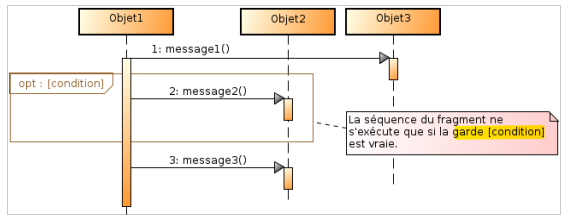 Objet1
Objet2
Objet3
1: message1()
opt : [condition]
2: message2()
La séquence du fragment ne
s'exécute que si la garde [condition]
est vraie.
3: message3()